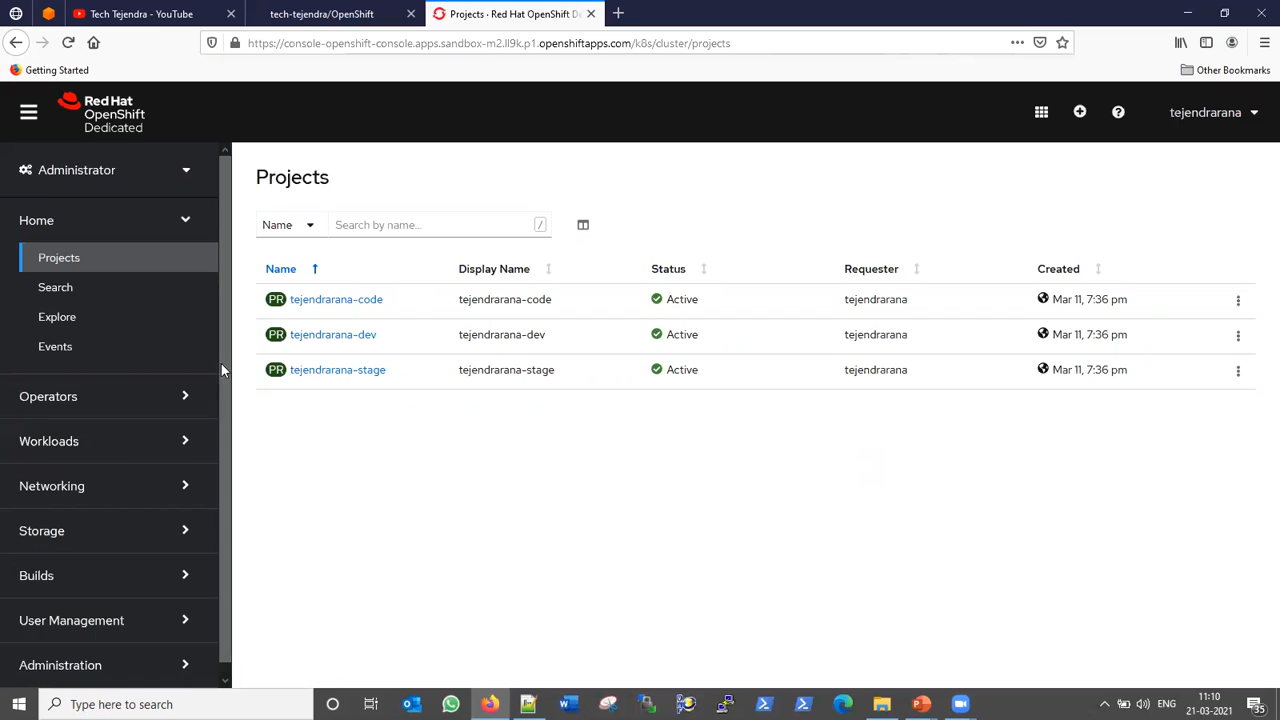 Tech Tejendra - YouTube
tech-tejendra/OpenShift
Projects · Red Hat OpenShift De
https://console-openshift-console.apps.sandbox-m2.ll9k.p1.openshiftapps.com/k8s/cluster/projects
Getting Started
Other Bookmarks
Red Hat
OpenShift
Dedicated
tejendrarana
Administrator
Home
Projects
Search
Explore
Events
Operators
Workloads
Networking
Storage
Builds
User Management
Administration
Projects
Name
Search by name...
/
Name Display Name Status Requester Created
PR tejendrarana-code tejendrarana-code Active tejendrarana Mar 11, 7:36 pm
PR tejendrarana-dev tejendrarana-dev Active tejendrarana Mar 11, 7:36 pm
PR tejendrarana-stage tejendrarana-stage Active tejendrarana Mar 11, 7:36 pm
Type here to search
ENG
11:10
21-03-2021
35